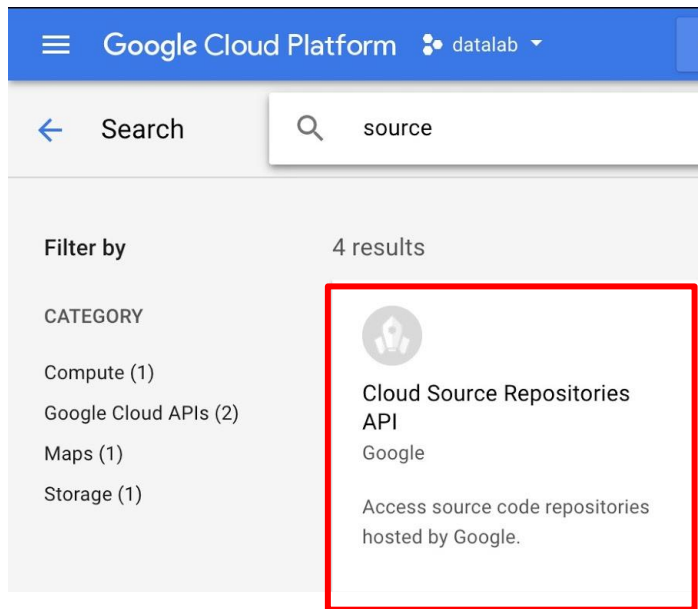 Google Cloud Platform datalab
Search
source
Filter by
4 results
CATEGORY
Compute (1)
Google Cloud APIs (2)
Maps (1)
Storage (1)
Cloud Source Repositories
API
Google
Access source code repositories
hosted by Google.